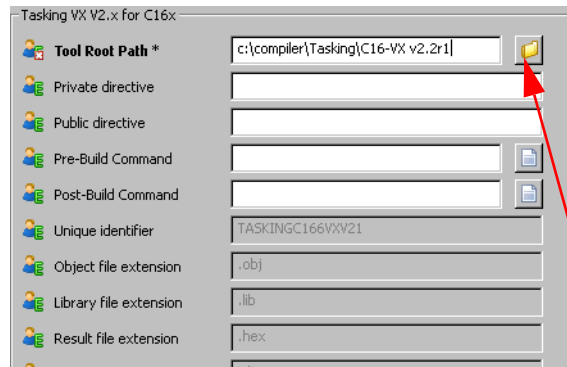 Tasking VX V2.x for C16x
Tool Root Path * c:\compiler\Tasking\C16-VX v2.2r1
Private directive
Public directive
Pre-Build Command
Post-Build Command
Unique identifier TASKINGC166VXV21
Object file extension .obj
Library file extension .lib
Result file extension .hex